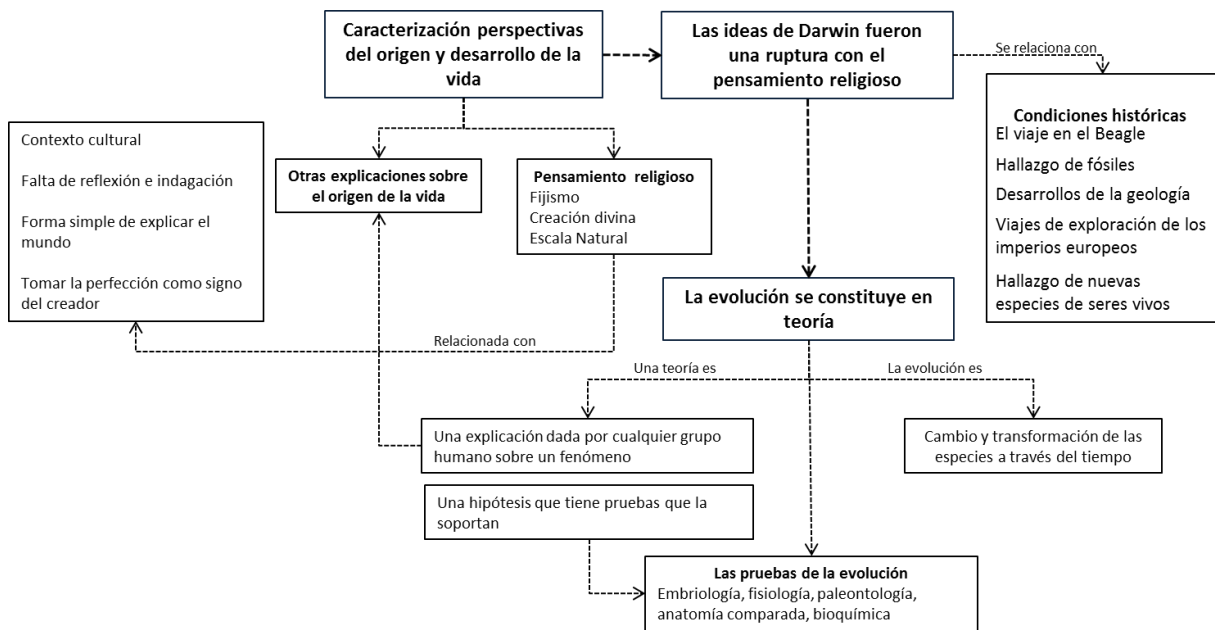 Caracterización perspectivas
del origen y desarrollo de la
vida
Las ideas de Darwin fueron
una ruptura con el
pensamiento religioso
Se relaciona con
Condiciones históricas
El viaje en el Beagle
Hallazgo de fósiles
Desarrollos de la geología
Viajes de exploración de los
imperios europeos
Hallazgo de nuevas
especies de seres vivos
Contexto cultural
Falta de reflexión e indagación
Forma simple de explicar el
mundo
Tomar la perfección como signo
del creador
Otras explicaciones sobre
el origen de la vida
Pensamiento religioso
Fijismo
Creación divina
Escala Natural
Relacionada con
La evolución se constituye en
teoría
Una teoría es
La evolución es
Una explicación dada por cualquier grupo
humano sobre un fenómeno
Cambio y transformación de las
especies a través del tiempo
Una hipótesis que tiene pruebas que la
soportan
Las pruebas de la evolución
Embriología, fisiología, paleontología,
anatomía comparada, bioquímica